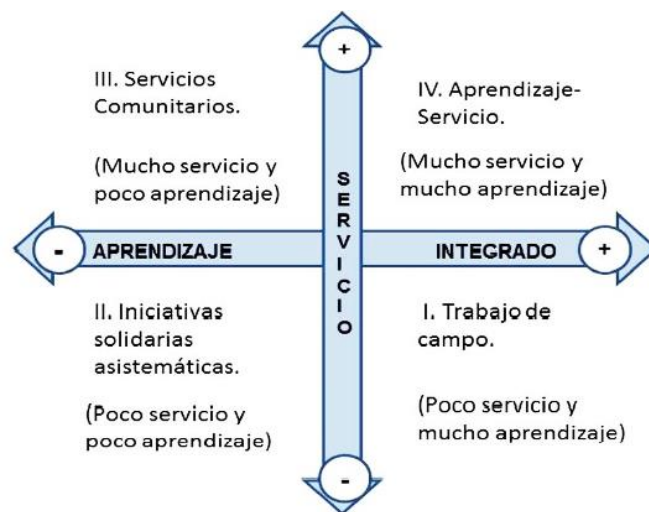 +
III. Servicios
Comunitarios.
(Mucho servicio y
poco aprendizaje)
IV. Aprendizaje-
Servicio.
(Mucho servicio y
mucho aprendizaje)
SERVICIO
- APRENDIZAJE INTEGRADO +
II. Iniciativas
solidarias
asistemáticas.
(Poco servicio y
poco aprendizaje)
I. Trabajo de
campo.
(Poco servicio y
mucho aprendizaje)
-